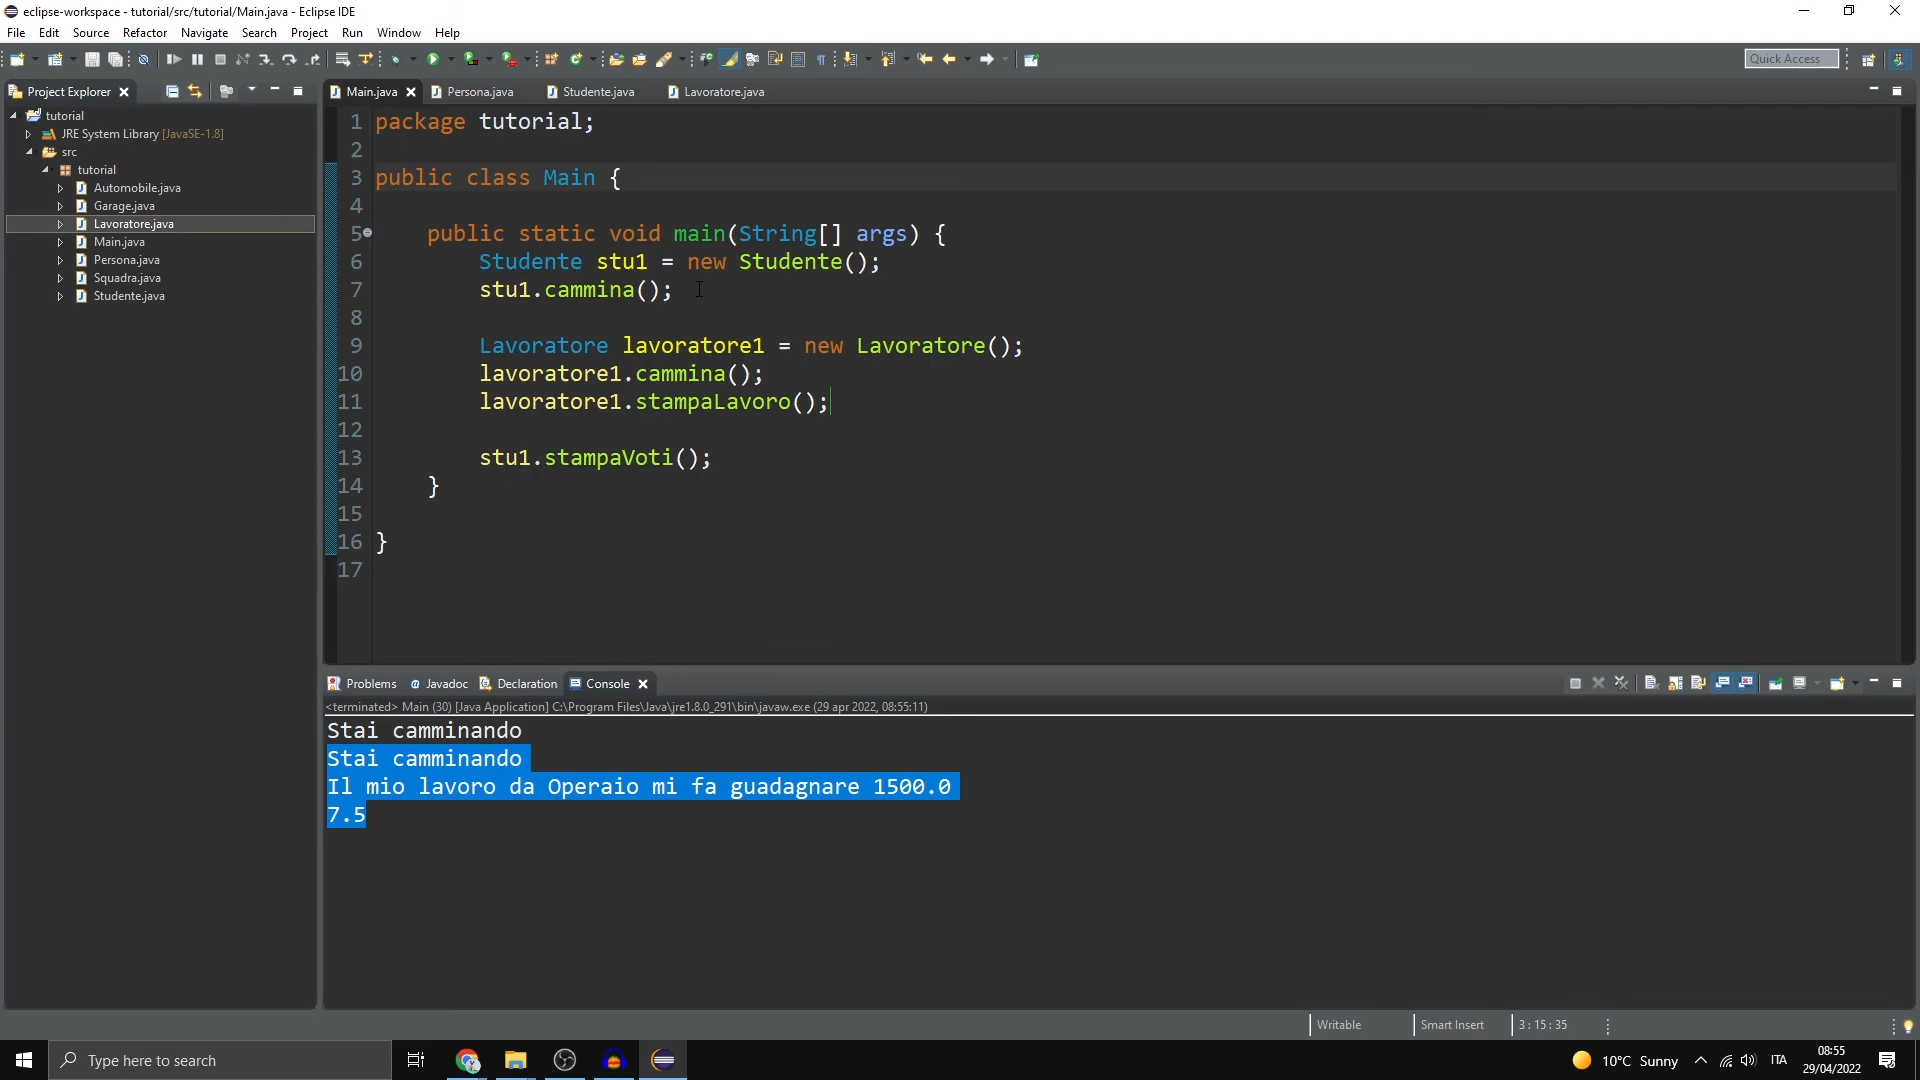 eclipse-workspace - tutorial/src/tutorial/Main.java - Eclipse IDE
File Edit Source Refactor Navigate Search Project Run Window Help
Quick Access
Project Explorer
Main.java Persona.java Studente.java Lavoratore.java
tutorial
JRE System Library [JavaSE-1.8]
src
tutorial
Automobile.java
Garage.java
Lavoratore.java
Main.java
Persona.java
Squadra.java
Studente.java
1 package tutorial;
2
3 public class Main {
4
5 public static void main(String[] args) {
6 Studente stu1 = new Studente();
7 stu1.cammina();
8
9 Lavoratore lavoratore1 = new Lavoratore();
10 lavoratore1.cammina();
11 lavoratore1.stampaLavoro();
12
13 stu1.stampaVoti();
14 }
15
16 }
17
Problems @ Javadoc Declaration Console
<terminated> Main (30) [Java Application] C:\Program Files\Java\jre1.8.0_291\bin\javaw.exe (29 apr 2022, 08:55:11)
Stai camminando
Stai camminando
Il mio lavoro da Operaio mi fa guadagnare 1500.0
7.5
Writable Smart Insert 3 : 15 : 35
Type here to search
10°C Sunny ITA 08:55
29/04/2022